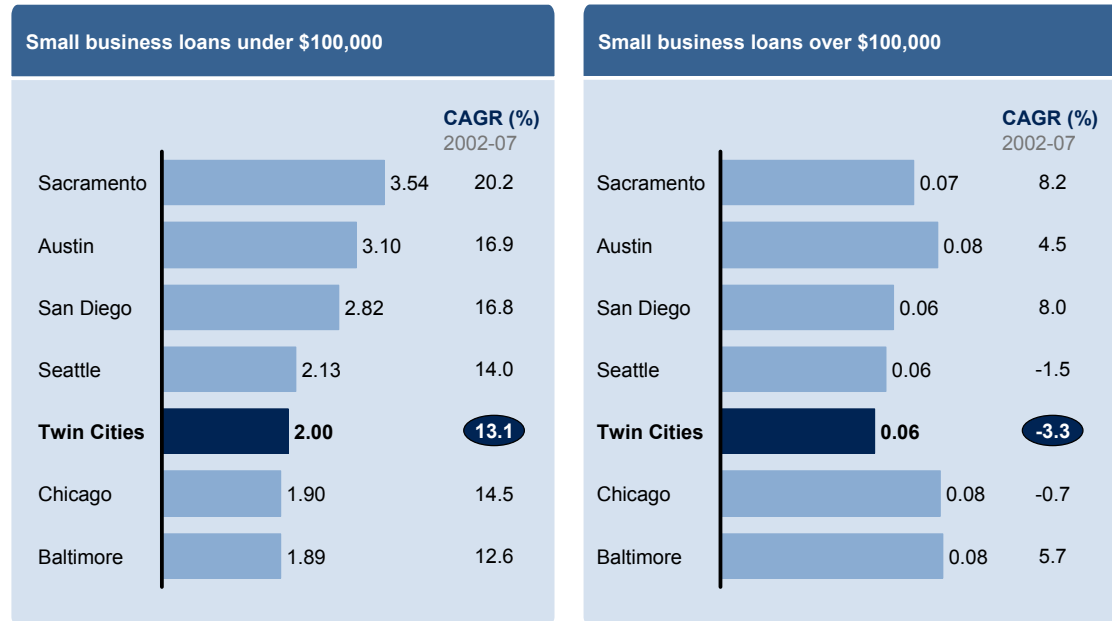 Small business loans under $100,000
CAGR (%)
2002-07
Sacramento 3.54 20.2
Austin 3.10 16.9
San Diego 2.82 16.8
Seattle 2.13 14.0
Twin Cities 2.00 13.1
Chicago 1.90 14.5
Baltimore 1.89 12.6
Small business loans over $100,000
CAGR (%)
2002-07
Sacramento 0.07 8.2
Austin 0.08 4.5
San Diego 0.06 8.0
Seattle 0.06 -1.5
Twin Cities 0.06 -3.3
Chicago 0.08 -0.7
Baltimore 0.08 5.7